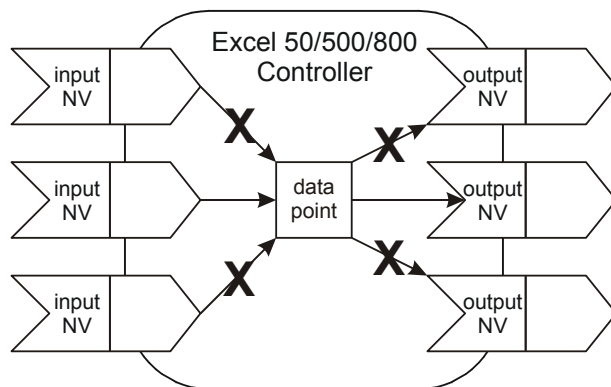 Excel 50/500/800
Controller
input
NV
output
NV
X
X
input
NV
data
point
output
NV
X
X
input
NV
output
NV